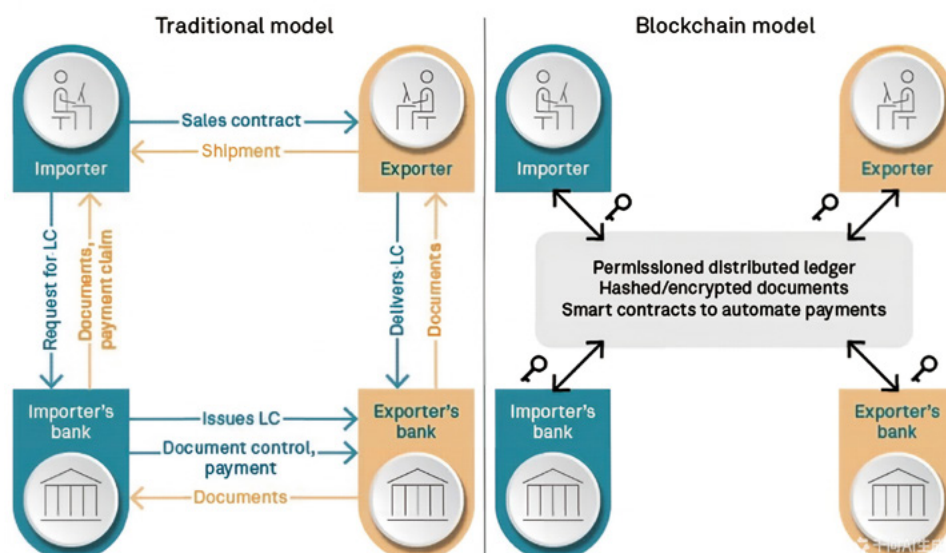 Traditional model
Importer
Sales contract
Shipment
Exporter
Request for LC
Documents,
payment claim
Delivers LC
Documents
Importer's
bank
Issues LC
Document control,
payment
Documents
Exporter's
bank
Blockchain model
Importer
Exporter
Permissioned distributed ledger
Hashed/encrypted documents
Smart contracts to automate payments
Importer's
bank
Exporter's
bank